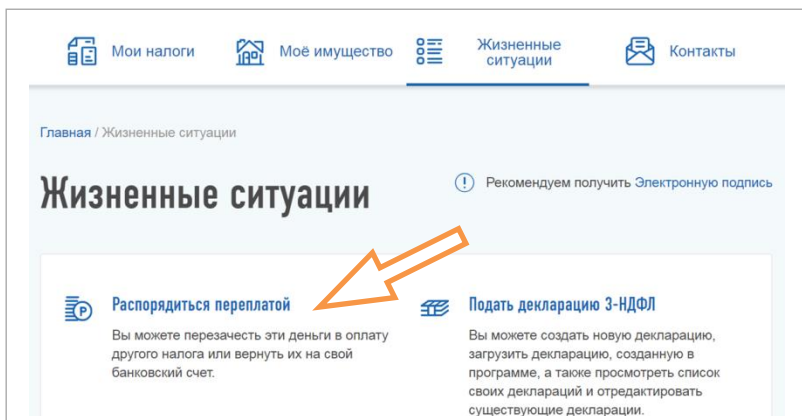 Мои налоги
Моё имущество
Жизненные
ситуации
Контакты
Главная / Жизненные ситуации
Жизненные ситуации
Рекомендуем получить Электронную подпись
Распорядиться переплатой
Вы можете перезачесть эти деньги в оплату
другого налога или вернуть их на свой
банковский счет.
Подать декларацию 3-НДФЛ
Вы можете создать новую декларацию,
загрузить декларацию, созданную в
программе, а также просмотреть список
своих деклараций и отредактировать
существующие декларации.